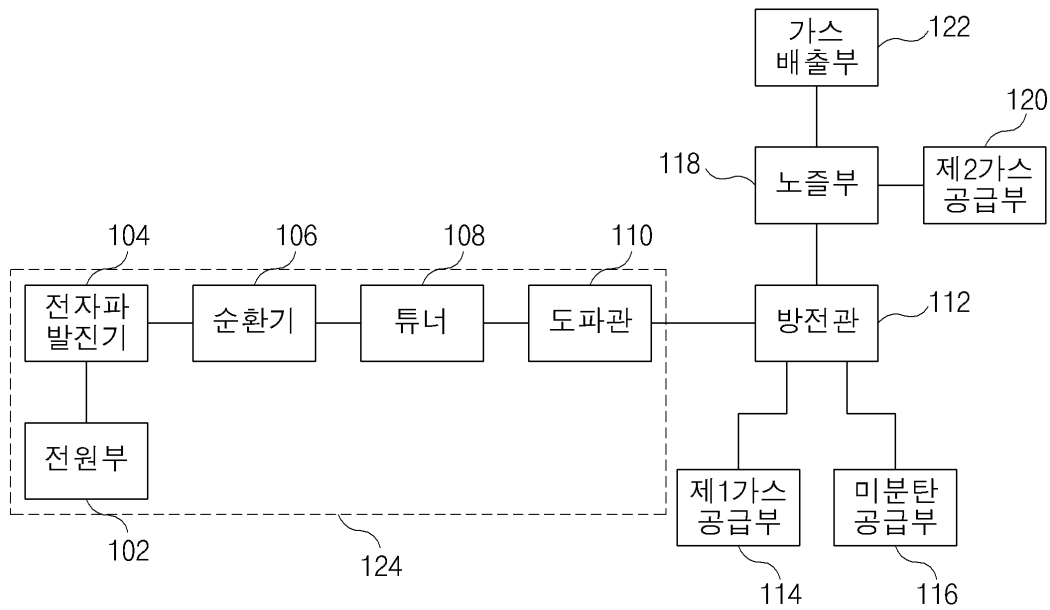 가스
배출부
122
120
118
노즐부
제2가스
공급부
104
106
108
110
전자파
발진기
순환기
튜너
도파관
방전관
112
전원부
제1가스
공급부
미분탄
공급부
102
124
114
116